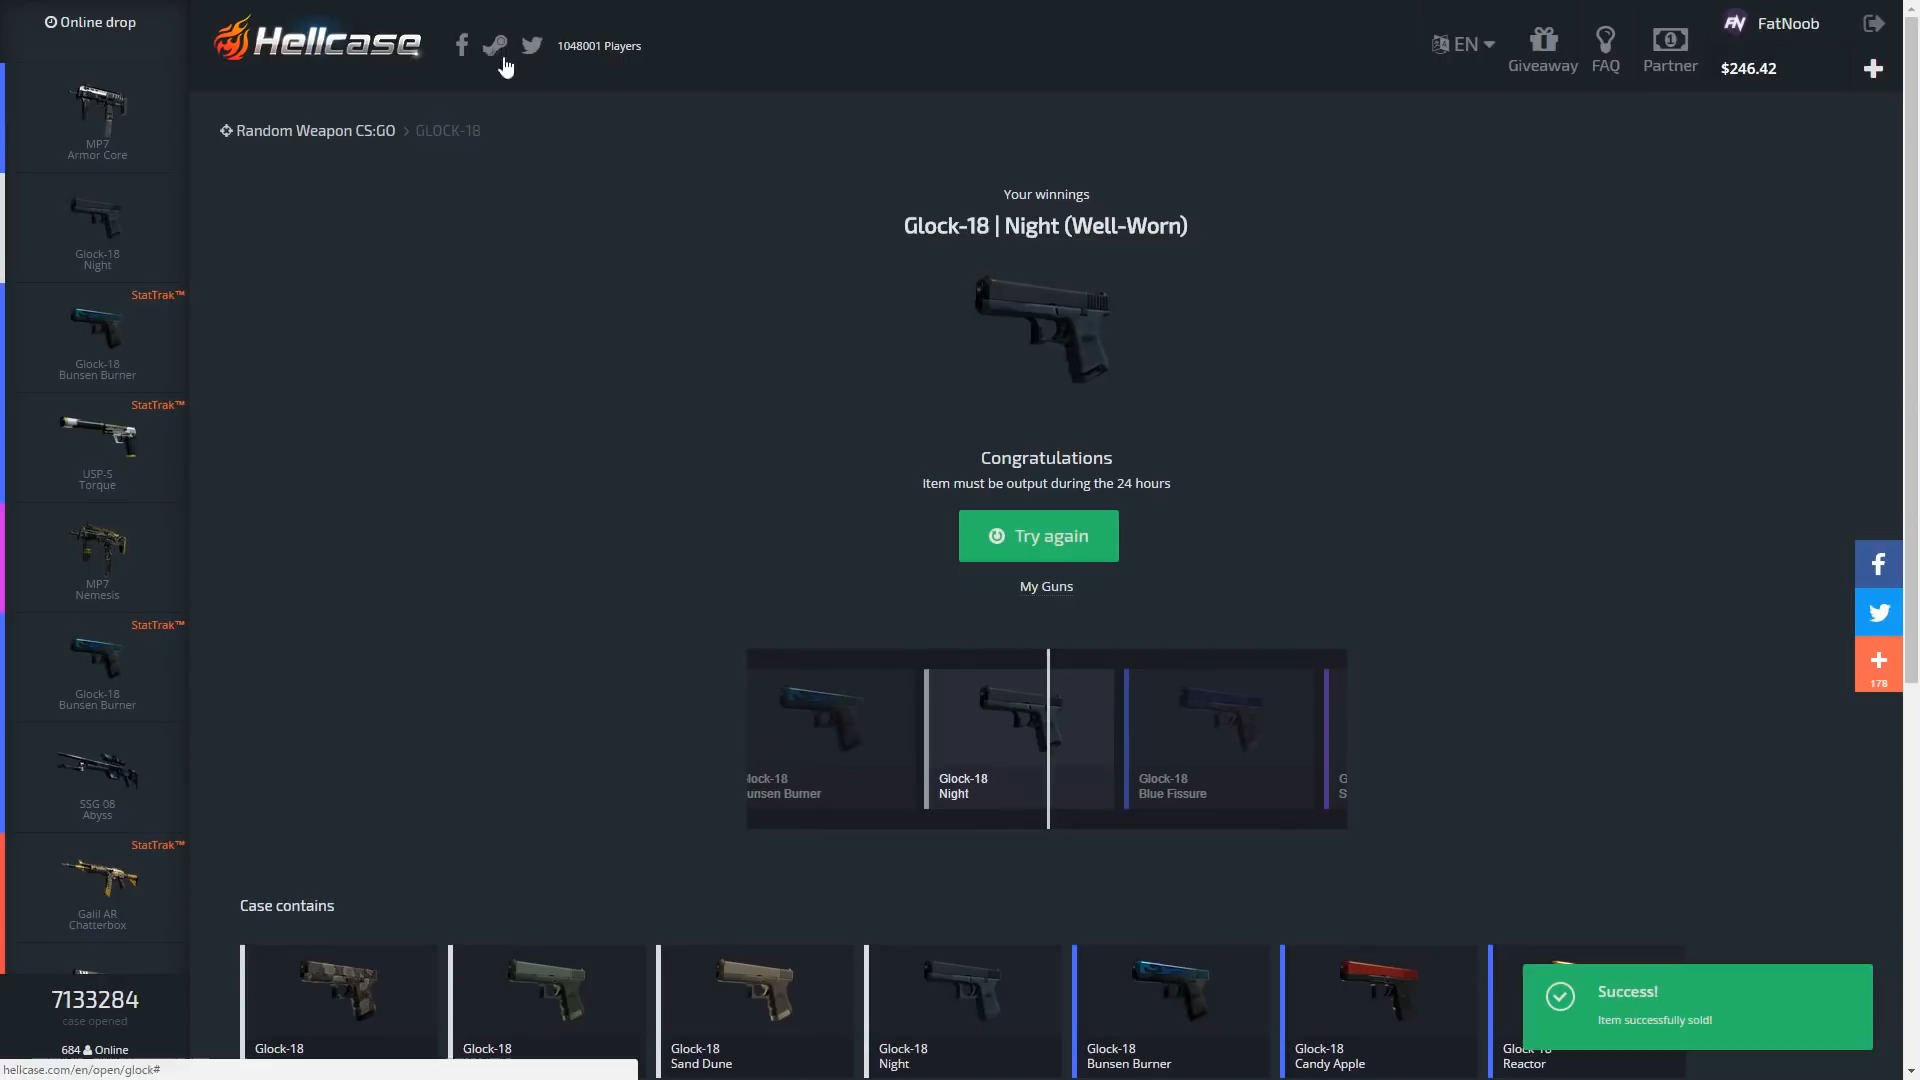 Online drop
Hellcase
1048001 Players
EN
Giveaway
FAQ
Partner
FN
FatNoob
$246.42
Random Weapon CS:GO > GLOCK-18
MP7
Armor Core
Glock-18
Night
StatTrak™
Glock-18
Bunsen Burner
StatTrak™
USP-S
Torque
MP7
Nemesis
StatTrak™
Glock-18
Bunsen Burner
SSG 08
Abyss
StatTrak™
Galil AR
Chatterbox
7133284
case opened
684 Online
Your winnings
Glock-18 | Night (Well-Worn)
Congratulations
Item must be output during the 24 hours
Try again
My Guns
lock-18
unsen Burner
Glock-18
Night
Glock-18
Blue Fissure
G
S
178
Case contains
Glock-18
Glock-18
Glock-18
Sand Dune
Glock-18
Night
Glock-18
Bunsen Burner
Glock-18
Candy Apple
Glock-18
Reactor
Success!
Item successfully sold!
hellcase.com/en/open/glock#